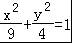 x²/9 + y²/4 = 1